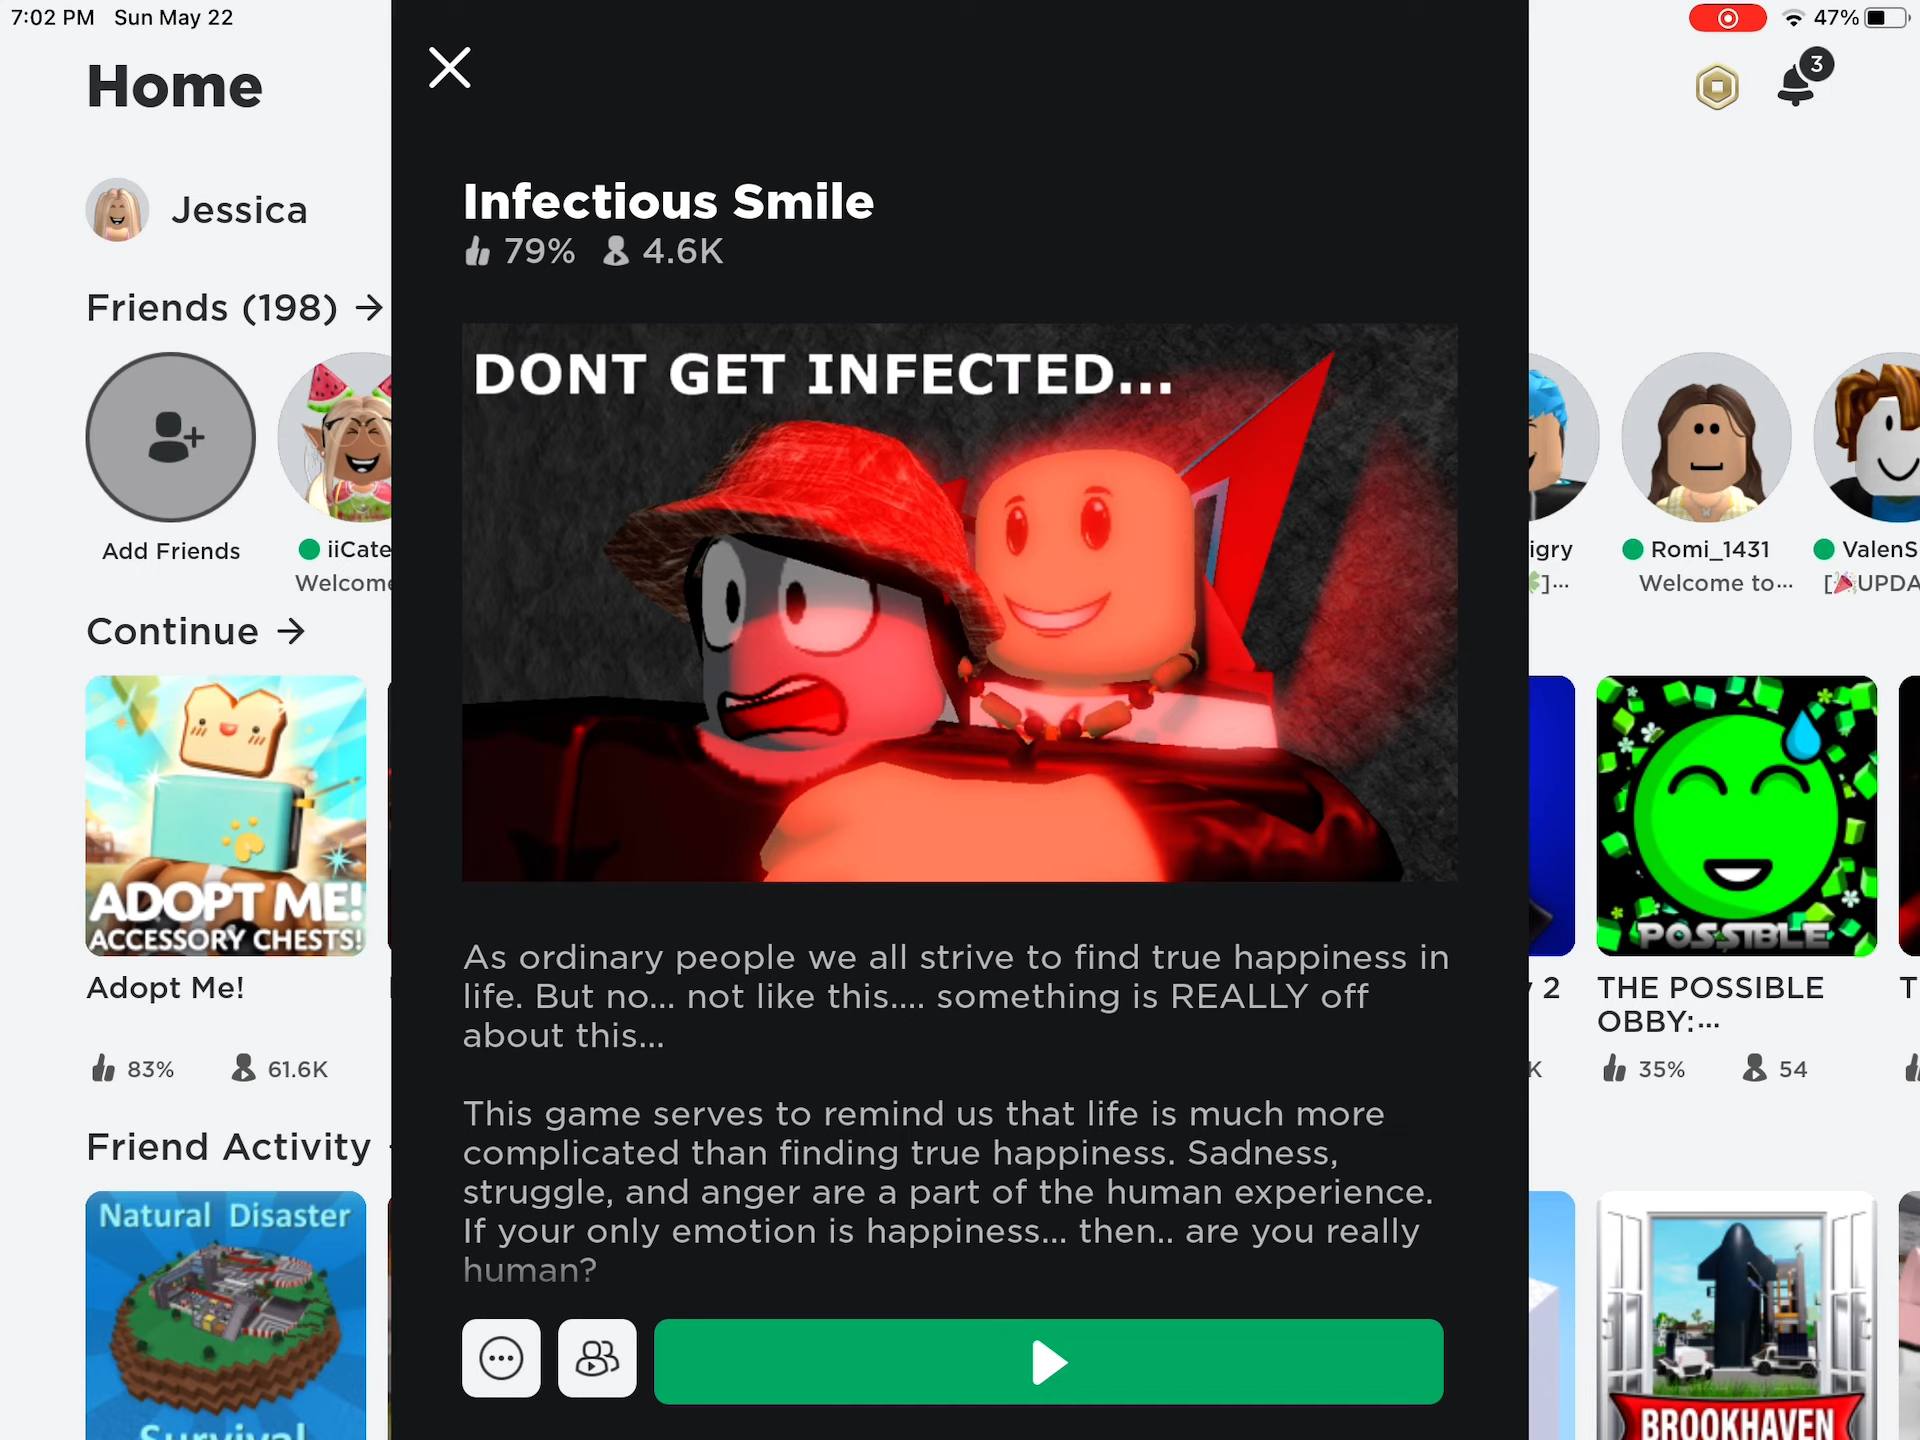 7:02 PM Sun May 22
47%
Home
3
Jessica
Friends (198)
Add Friends
iiCate
Welcome
igry
Romi_1431
Welcome to...
ValenS
[UPDA
Continue
ADOPT ME!
ACCESSORY CHESTS!
Adopt Me!
83% 61.6K
Friend Activity
Natural Disaster
Survival
Infectious Smile
79% 4.6K
DONT GET INFECTED...
As ordinary people we all strive to find true happiness in
life. But no... not like this.... something is REALLY off
about this...
This game serves to remind us that life is much more
complicated than finding true happiness. Sadness,
struggle, and anger are a part of the human experience.
If your only emotion is happiness... then.. are you really
human?
2
K
POSSIBLE
THE POSSIBLE
OBBY:...
35% 54
T
BROOKHAVEN